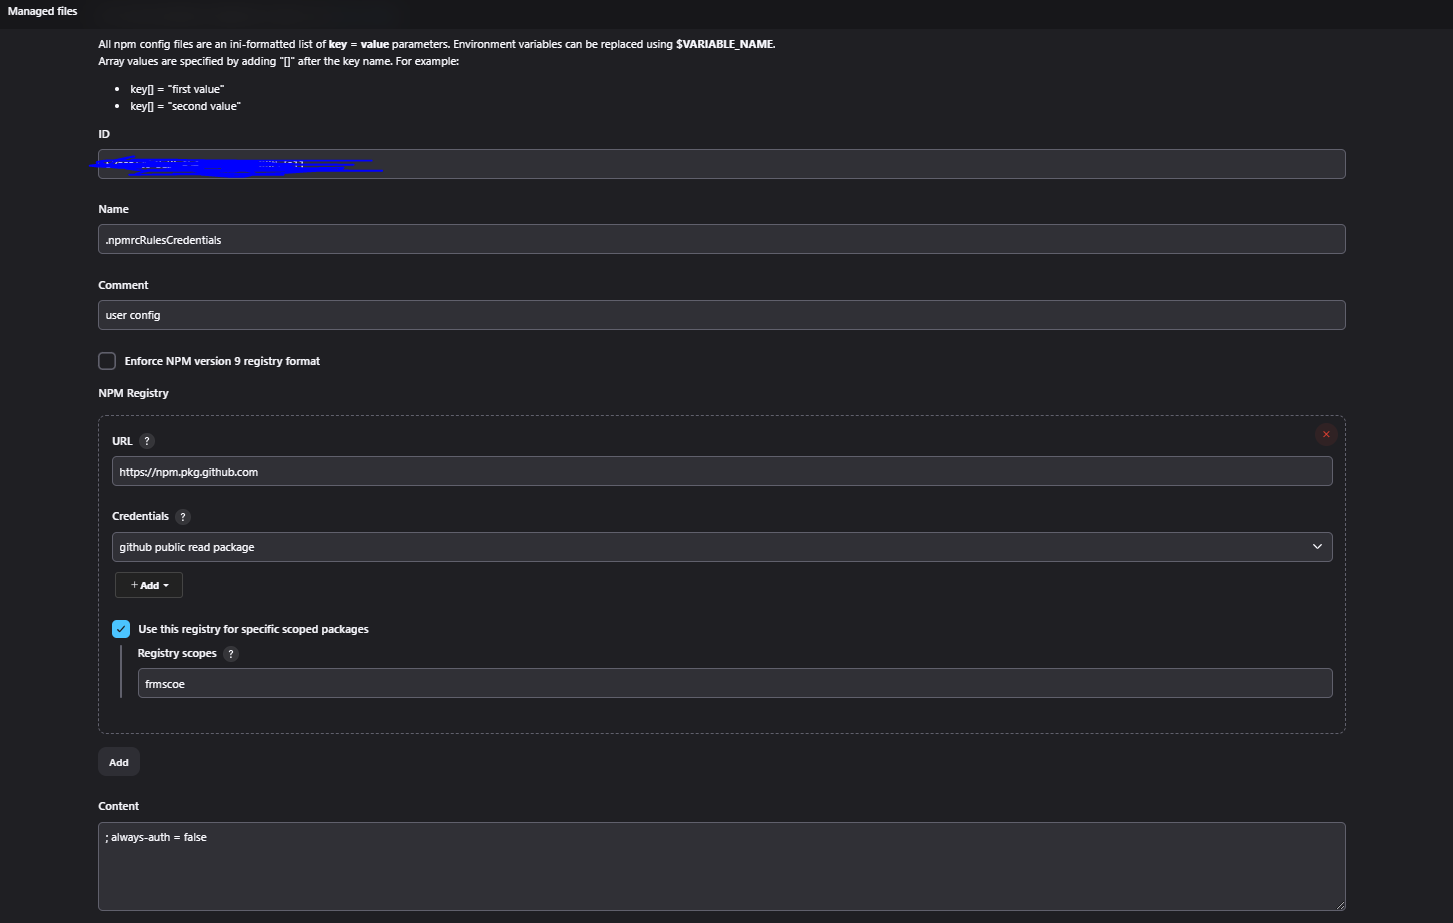 Managed files
All npm config files are an ini-formatted list of key = value parameters. Environment variables can be replaced using $VARIABLE_NAME.
Array values are specified by adding "[]" after the key name. For example:
key[] = "first value"
key[] = "second value"
ID
Name
.npmrcRulesCredentials
Comment
user config
Enforce NPM version 9 registry format
NPM Registry
URL ?
https://npm.pkg.github.com
Credentials ?
github public read package
+ Add
Use this registry for specific scoped packages
Registry scopes ?
frmscoe
Add
Content
; always-auth = false